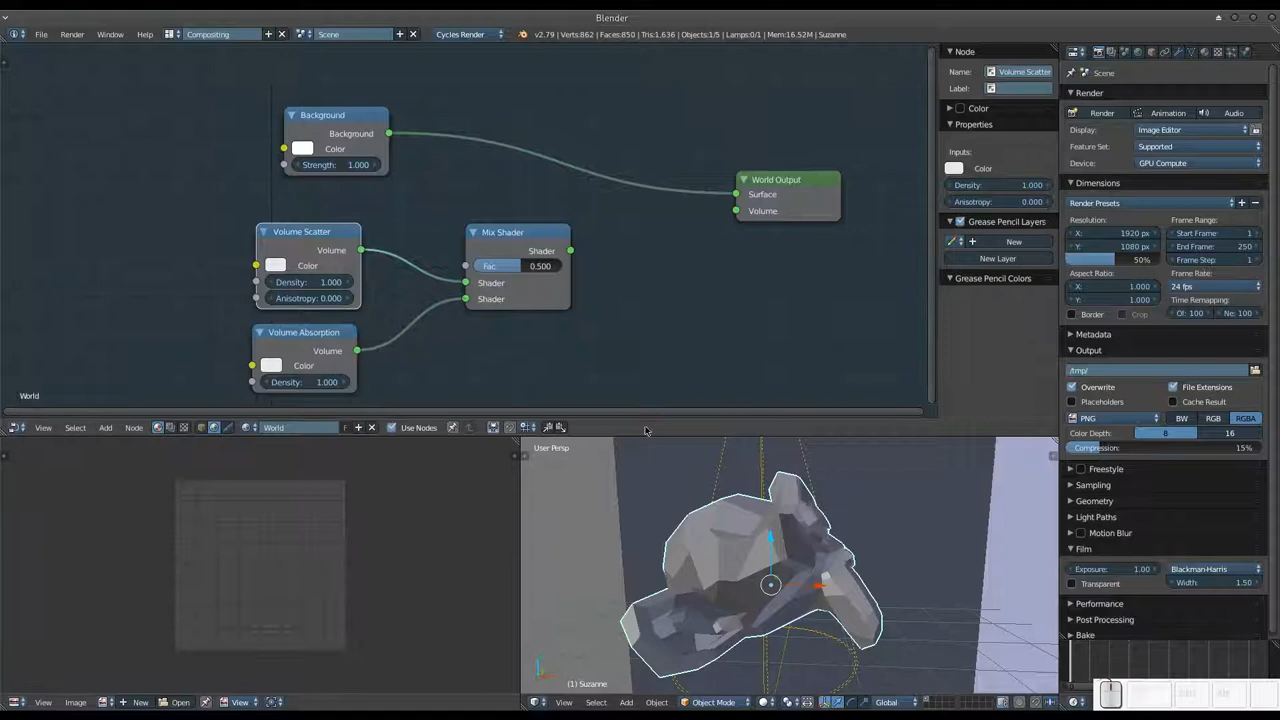 Blender
File Render Window Help Compositing Scene Cycles Render v2.79 | Verts:862 | Faces:850 | Tris:1,636 | Objects:1/5 | Lamps:0/1 | Mem:16.52M | Suzanne
Background
Background
Color
Strength: 1.000
World Output
Surface
Volume
Volume Scatter
Volume
Color
Density: 1.000
Anisotropy: 0.000
Mix Shader
Shader
Fac: 0.500
Shader
Shader
Volume Absorption
Volume
Color
Density: 1.000
World
Node
Name: Volume Scatter
Label:
Color
Properties
Inputs:
Color
Density: 1.000
Anisotropy: 0.000
Grease Pencil Layers
New
New Layer
Grease Pencil Colors
Scene
Render
Render Animation Audio
Display: Image Editor
Feature Set: Supported
Device: GPU Compute
Dimensions
Render Presets
Resolution: Frame Range:
X: 1920 px Start Frame: 1
Y: 1080 px End Frame: 250
50% Frame Step: 1
Aspect Ratio: Frame Rate:
X: 1.000 24 fps
Y: 1.000 Time Remapping:
Border Crop Ol: 100 Ne: 100
Metadata
Output
/tmp/
Overwrite File Extensions
Placeholders Cache Result
PNG BW RGB RGBA
Color Depth: 8 16
Compression: 15%
Freestyle
Sampling
Geometry
Light Paths
Motion Blur
Film
Exposure: 1.00 Blackman-Harris
Transparent Width: 1.50
Performance
Post Processing
Bake
View Select Add Node World F Use Nodes
User Persp
(1) Suzanne
View Image New Open View
View Select Add Object Object Mode Global